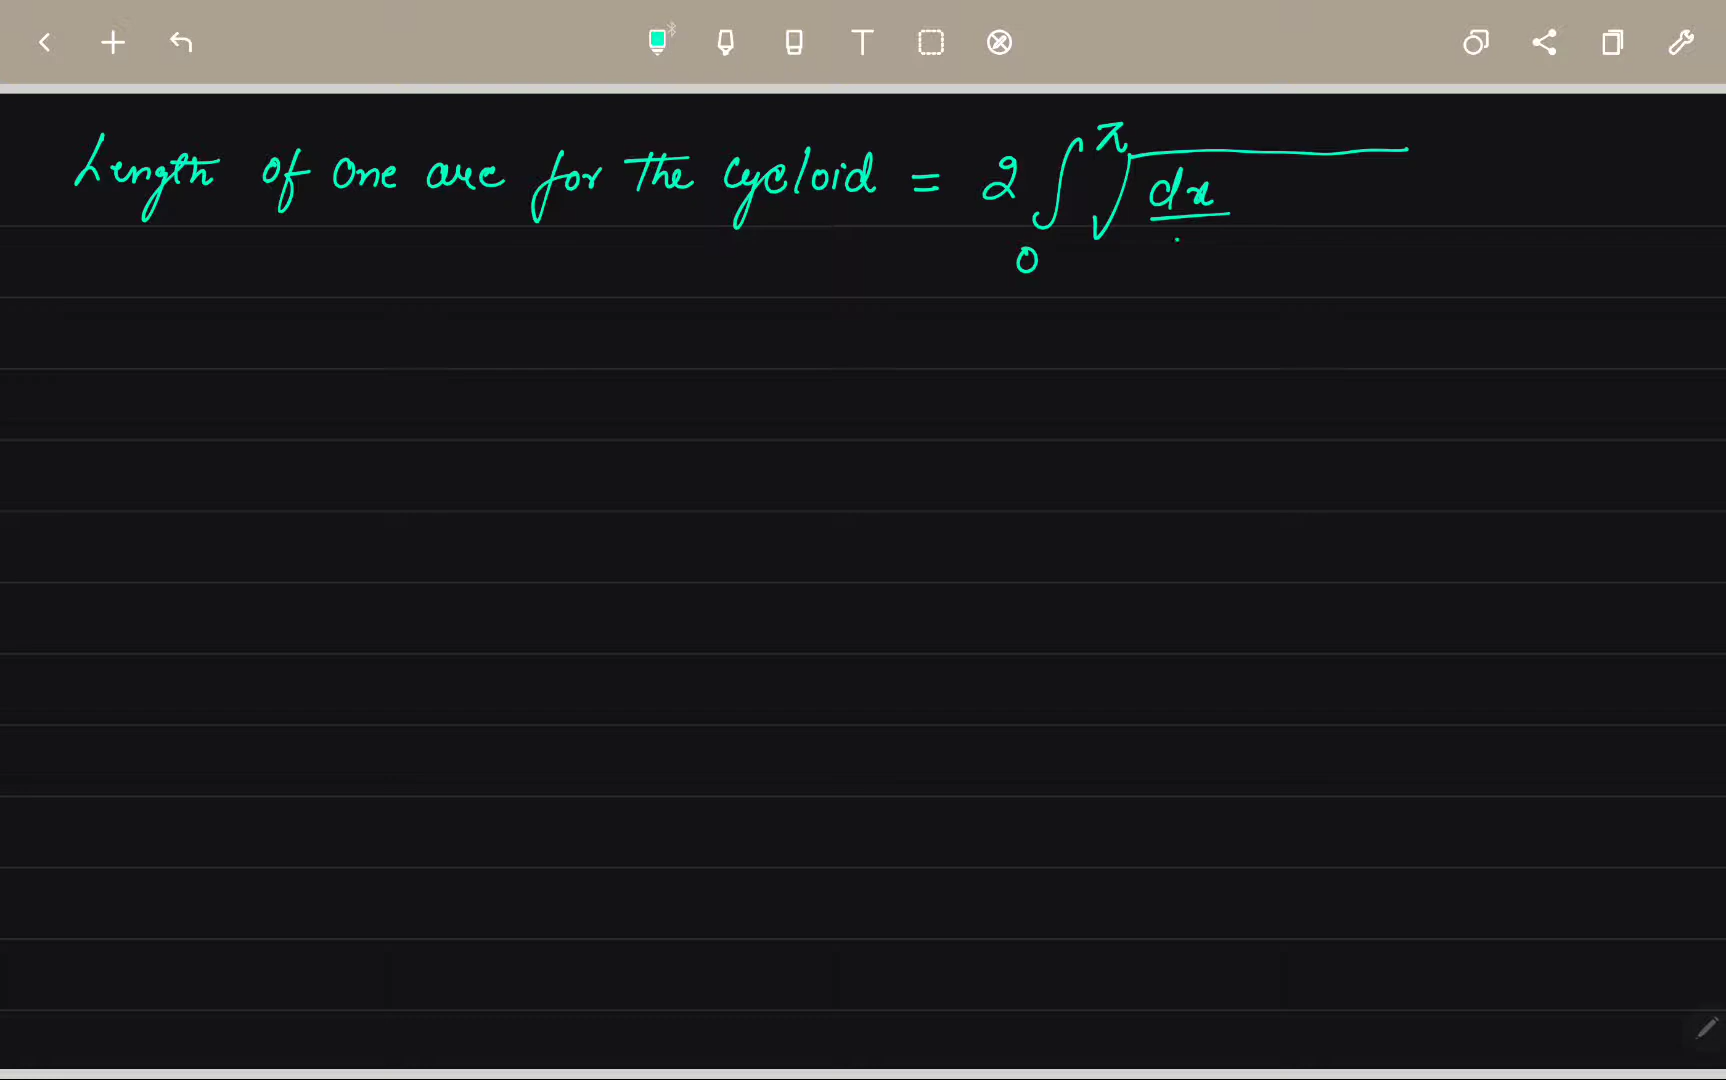 Length of one arc for the cycloid = 2 ∫₀^π √dx